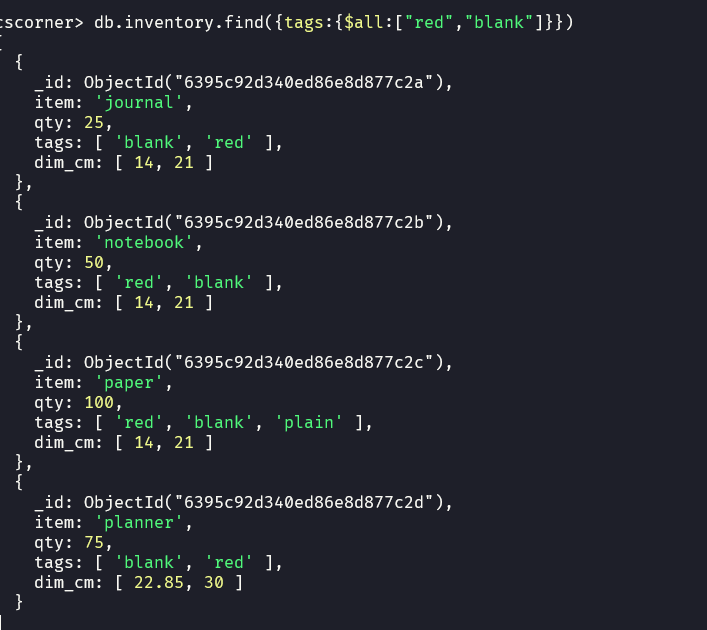 cscorner> db.inventory.find({tags:{$all:["red","blank"]}})
[
  {
    _id: ObjectId("6395c92d340ed86e8d877c2a"),
    item: 'journal',
    qty: 25,
    tags: [ 'blank', 'red' ],
    dim_cm: [ 14, 21 ]
  },
  {
    _id: ObjectId("6395c92d340ed86e8d877c2b"),
    item: 'notebook',
    qty: 50,
    tags: [ 'red', 'blank' ],
    dim_cm: [ 14, 21 ]
  },
  {
    _id: ObjectId("6395c92d340ed86e8d877c2c"),
    item: 'paper',
    qty: 100,
    tags: [ 'red', 'blank', 'plain' ],
    dim_cm: [ 14, 21 ]
  },
  {
    _id: ObjectId("6395c92d340ed86e8d877c2d"),
    item: 'planner',
    qty: 75,
    tags: [ 'blank', 'red' ],
    dim_cm: [ 22.85, 30 ]
  }